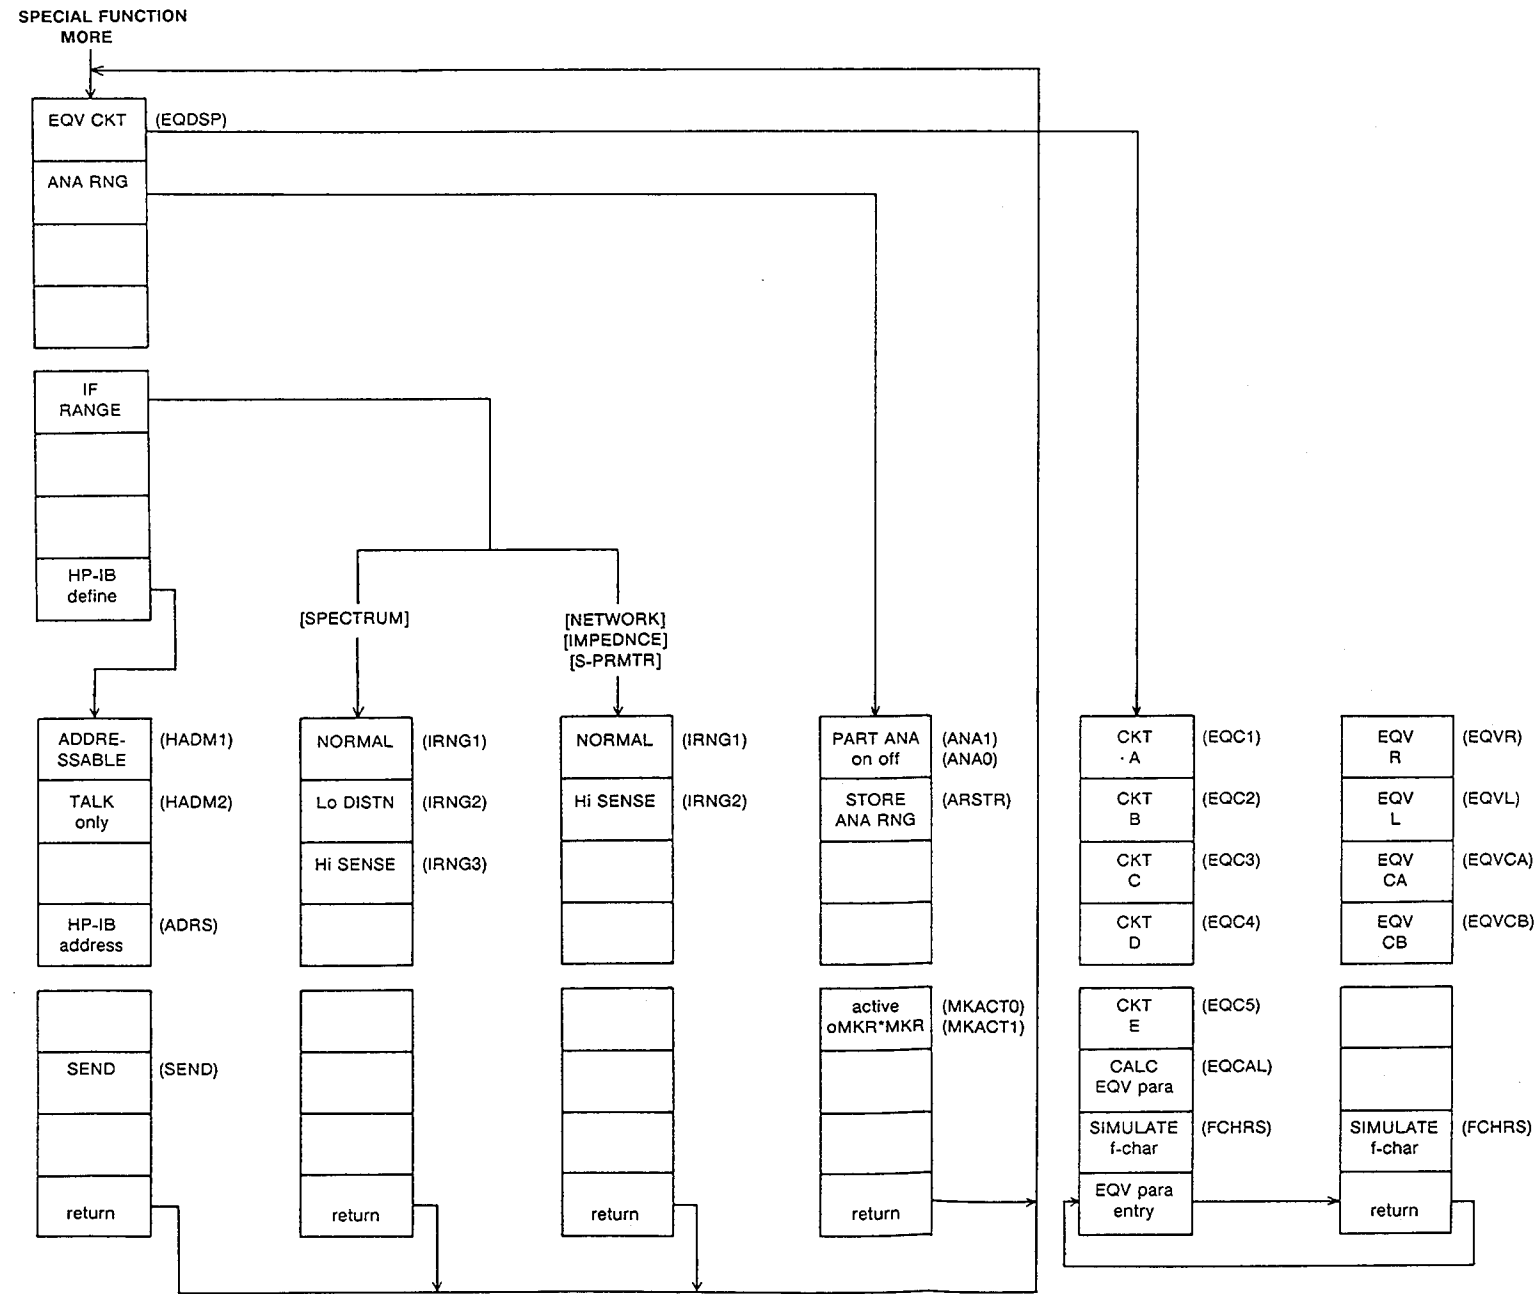 SPECIAL FUNCTION
MORE
EQV CKT
(EQDSP)
ANA RNG
IF
RANGE
HP-IB
define
[SPECTRUM]
[NETWORK]
[IMPEDNCE]
[S-PRMTR]
ADDRE-
SSABLE
(HADM1)
TALK
only
(HADM2)
HP-IB
address
(ADRS)
SEND
(SEND)
return
NORMAL
(IRNG1)
Lo DISTN
(IRNG2)
Hi SENSE
(IRNG3)
return
NORMAL
(IRNG1)
Hi SENSE
(IRNG2)
return
PART ANA
on off
(ANA1)
(ANA0)
STORE
ANA RNG
(ARSTR)
active
oMKR*MKR
(MKACT0)
(MKACT1)
return
CKT
A
(EQC1)
CKT
B
(EQC2)
CKT
C
(EQC3)
CKT
D
(EQC4)
CKT
E
(EQC5)
CALC
EQV para
(EQCAL)
SIMULATE
f-char
(FCHRS)
EQV para
entry
EQV
R
(EQVR)
EQV
L
(EQVL)
EQV
CA
(EQVCA)
EQV
CB
(EQVCB)
SIMULATE
f-char
(FCHRS)
return